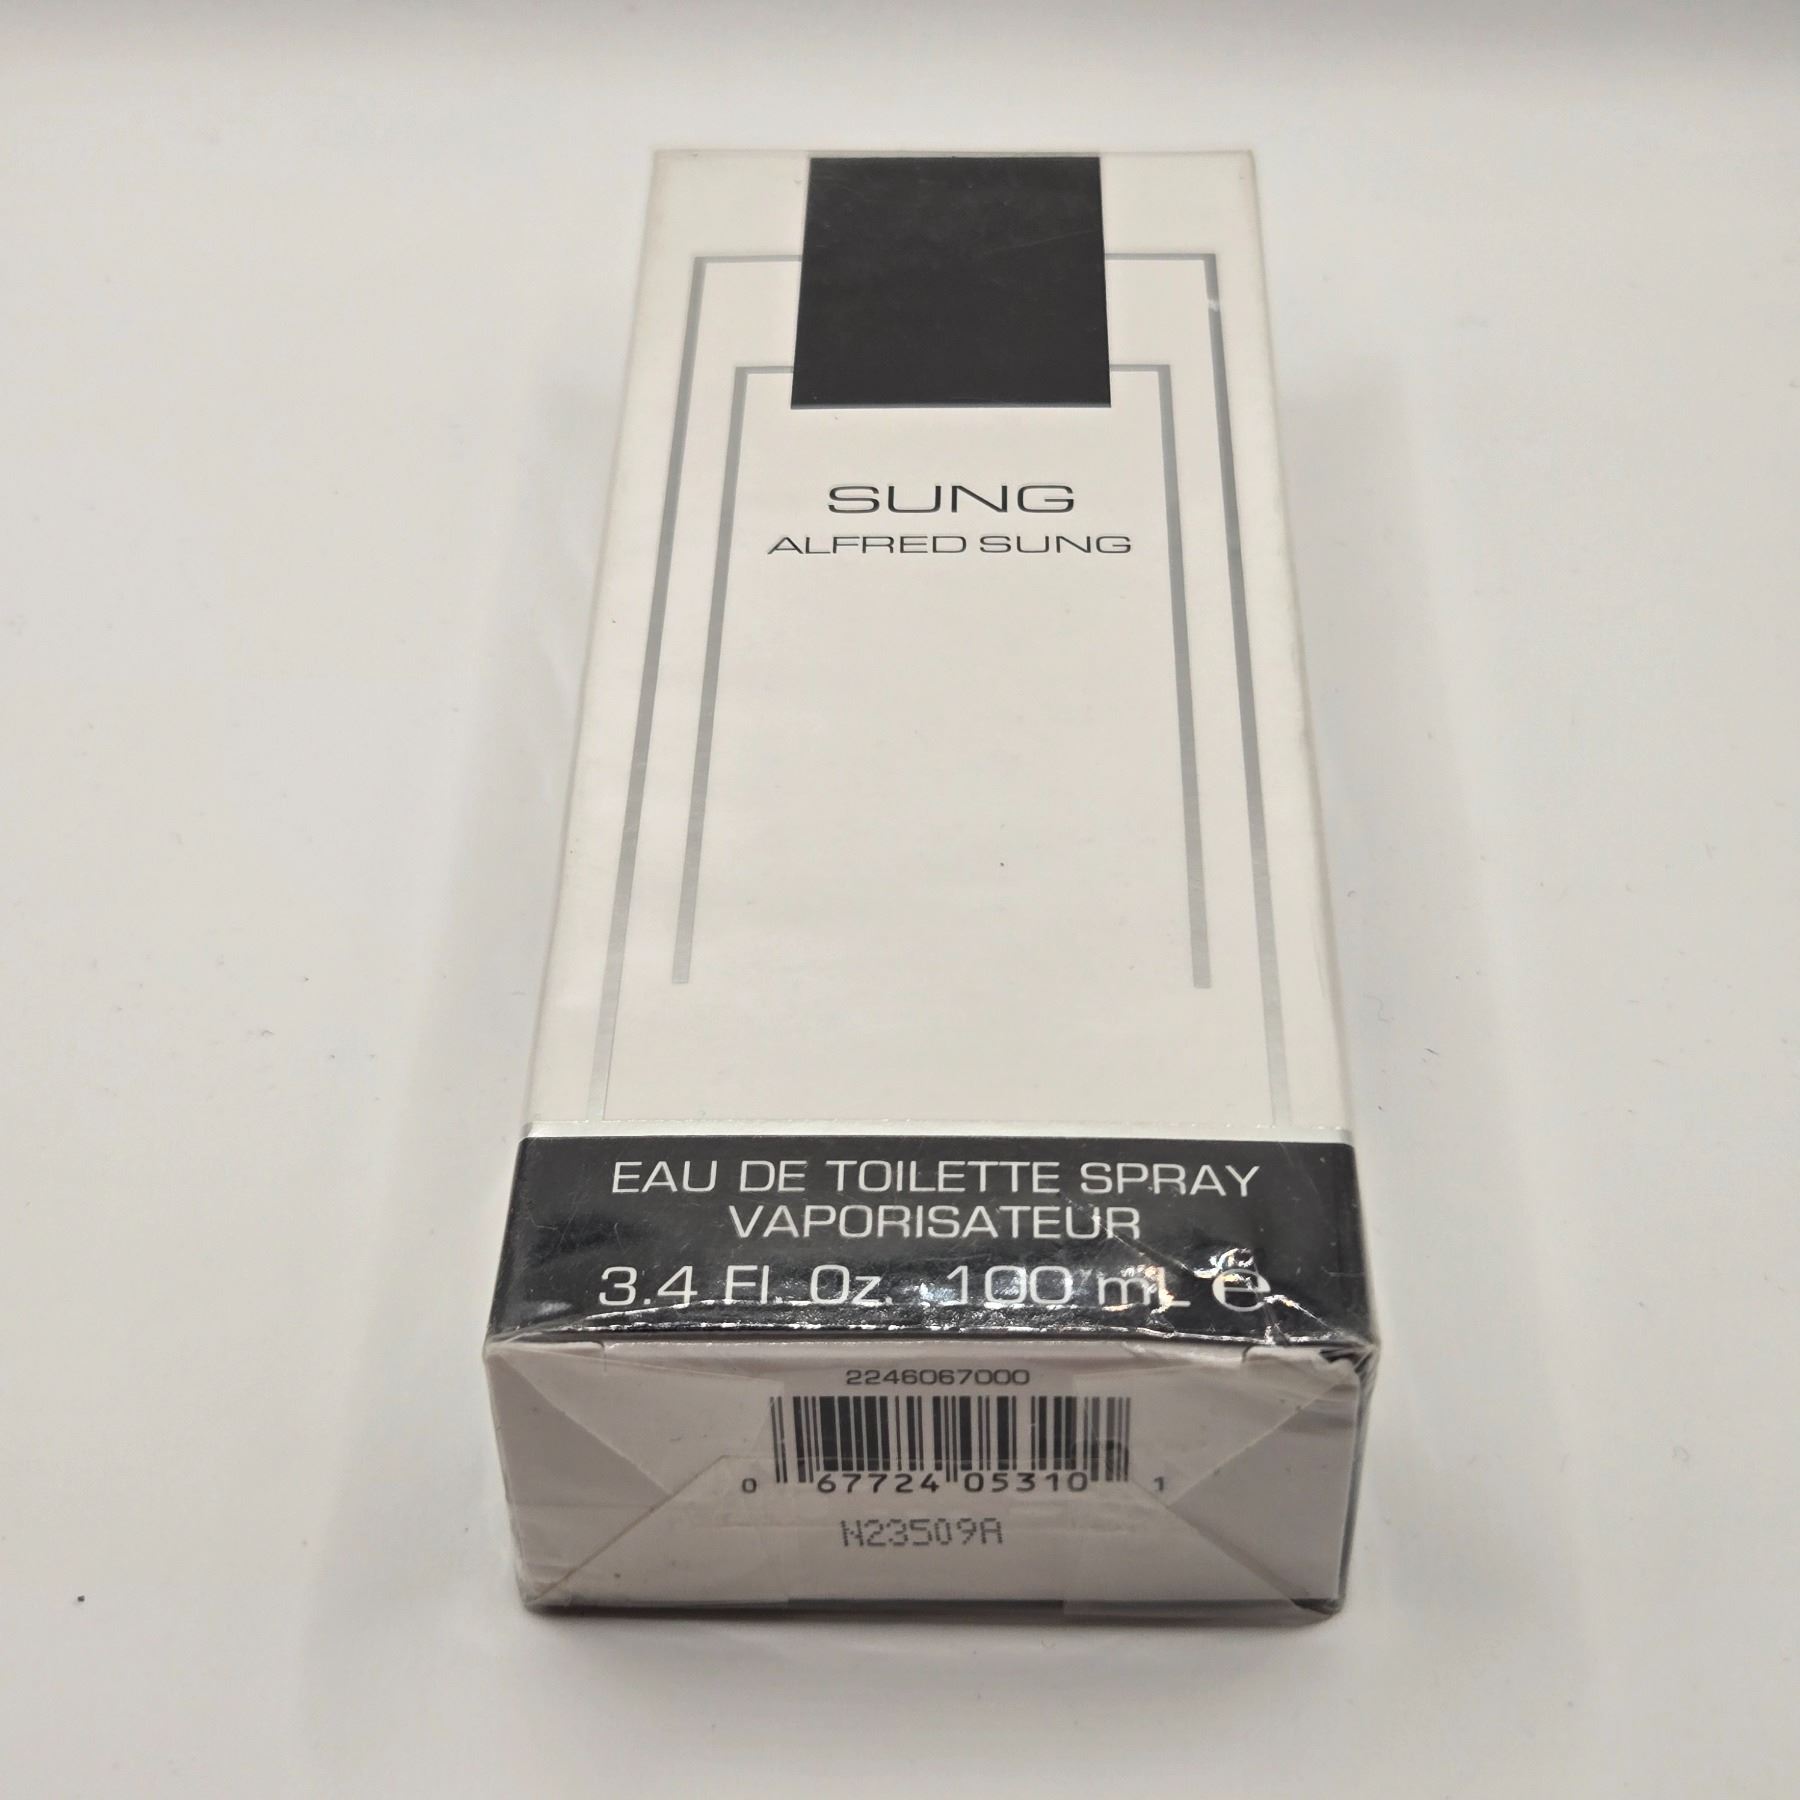 SUNG
ALFRED SUNG
EAU DE TOILETTE SPRAY
VAPORISATEUR
3.4 Fl. Oz. 100 mL ℮
2246067000
0 67724 05310 1
N23509A